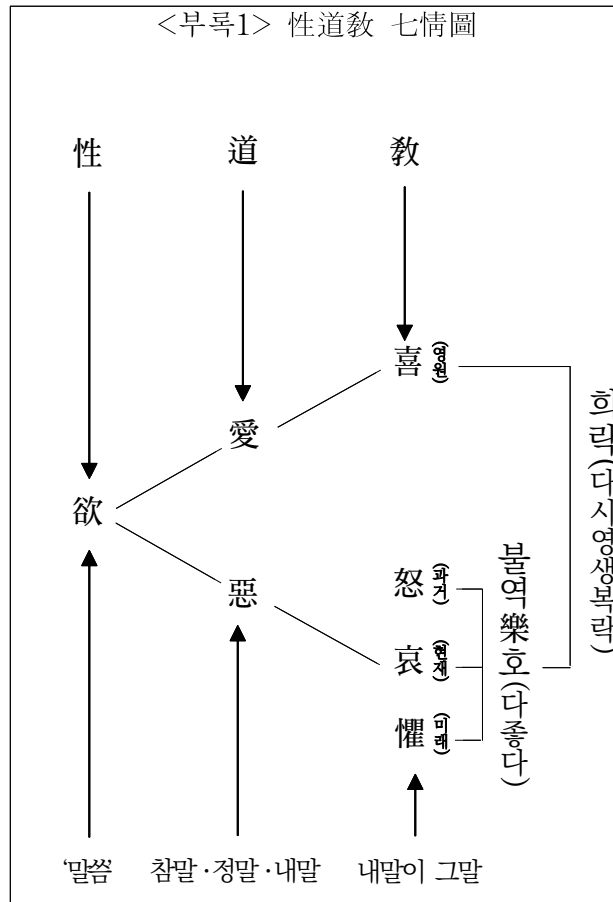 <부록1> 性道敎 七情圖
性 道 敎
喜 (영원)
愛
欲
惡
怒 (과거)
哀 (현재)
懼 (미래)
불역樂호(다좋다)
희락(다시영생복락)
'말씀' 참말·정말·내말 내말이 그말